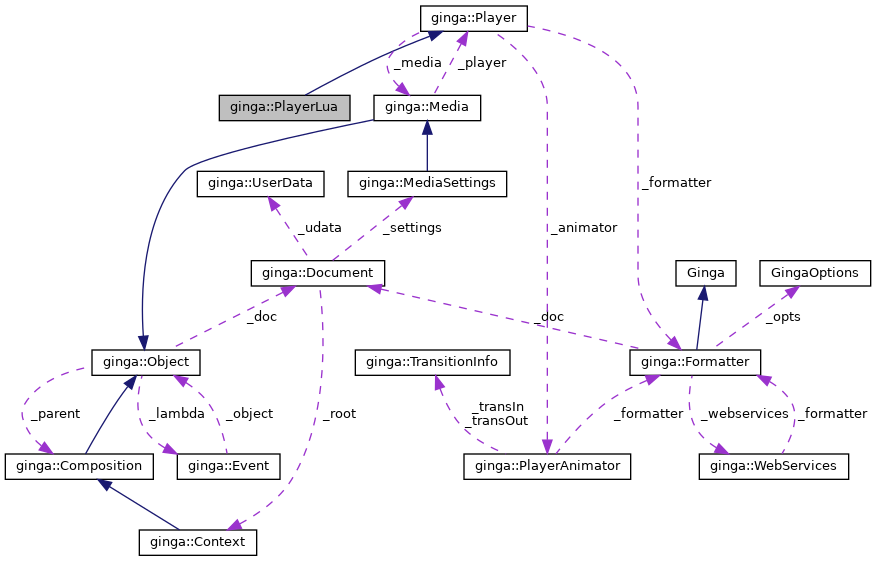 ginga::Player
_media
_player
ginga::PlayerLua
ginga::Media
ginga::UserData
ginga::MediaSettings
_formatter
_udata
_settings
_animator
ginga::Document
Ginga
GingaOptions
_doc
_doc
_opts
ginga::Object
ginga::TransitionInfo
ginga::Formatter
_parent
_lambda
_object
_root
_transIn
_transOut
_formatter
_webservices
_formatter
ginga::Composition
ginga::Event
ginga::PlayerAnimator
ginga::WebServices
ginga::Context